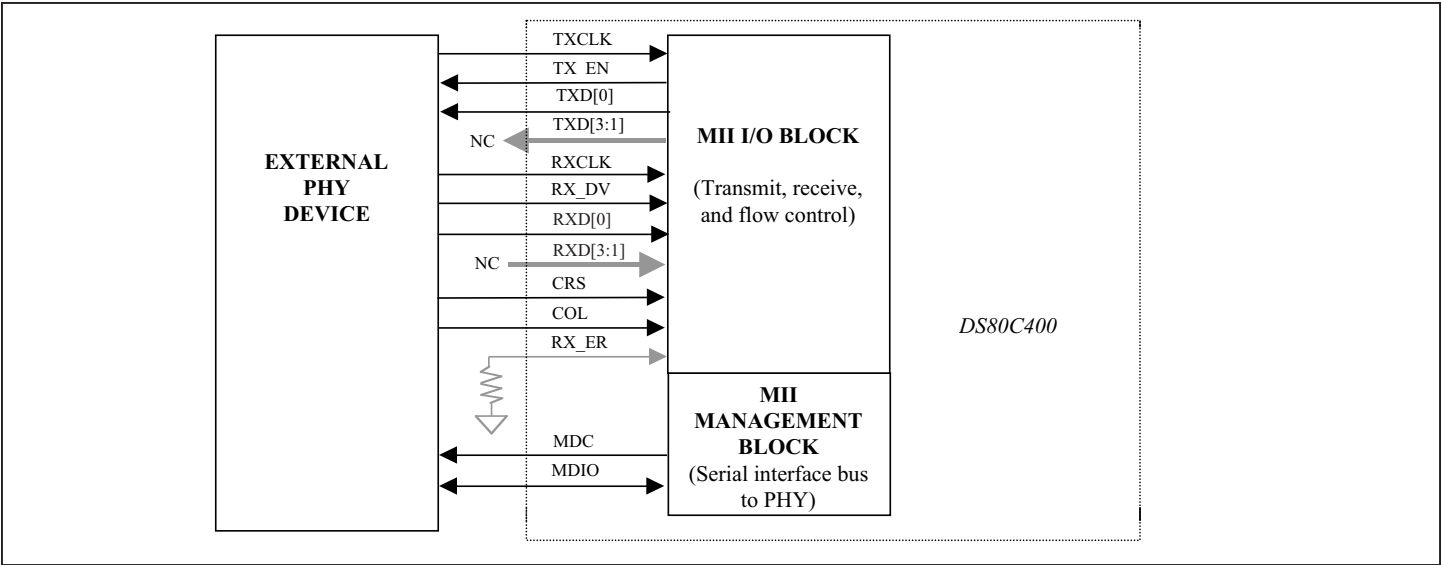 TXCLK
TX EN
TXD[0]
TXD[3:1]
NC
EXTERNAL
PHY
DEVICE
RXCLK
RX_DV
RXD[0]
RXD[3:1]
NC
CRS
COL
RX_ER
MDC
MDIO
MII I/O BLOCK
(Transmit, receive,
and flow control)
MII
MANAGEMENT
BLOCK
(Serial interface bus
to PHY)
DS80C400